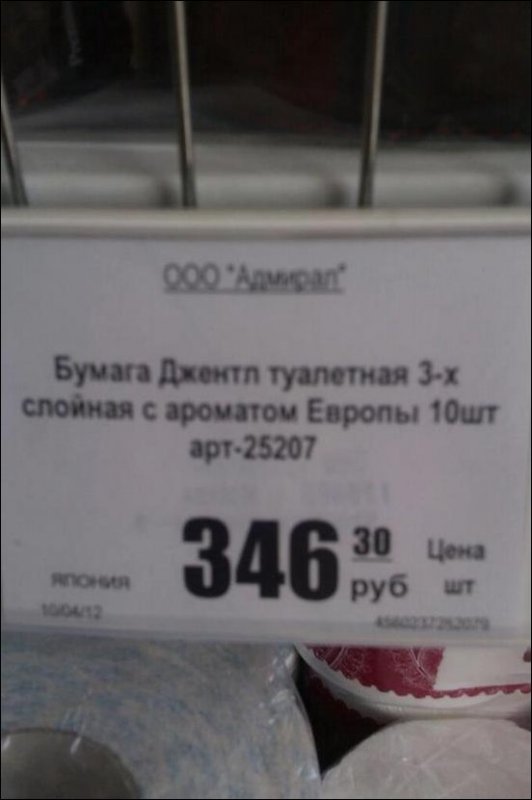 ООО "Адмирал"
Бумага Джентл туалетная 3-х
слойная с ароматом Европы 10шт
арт-25207
346 30 руб
Цена
шт
ЯПОНИЯ
10/04/12
4560237252079